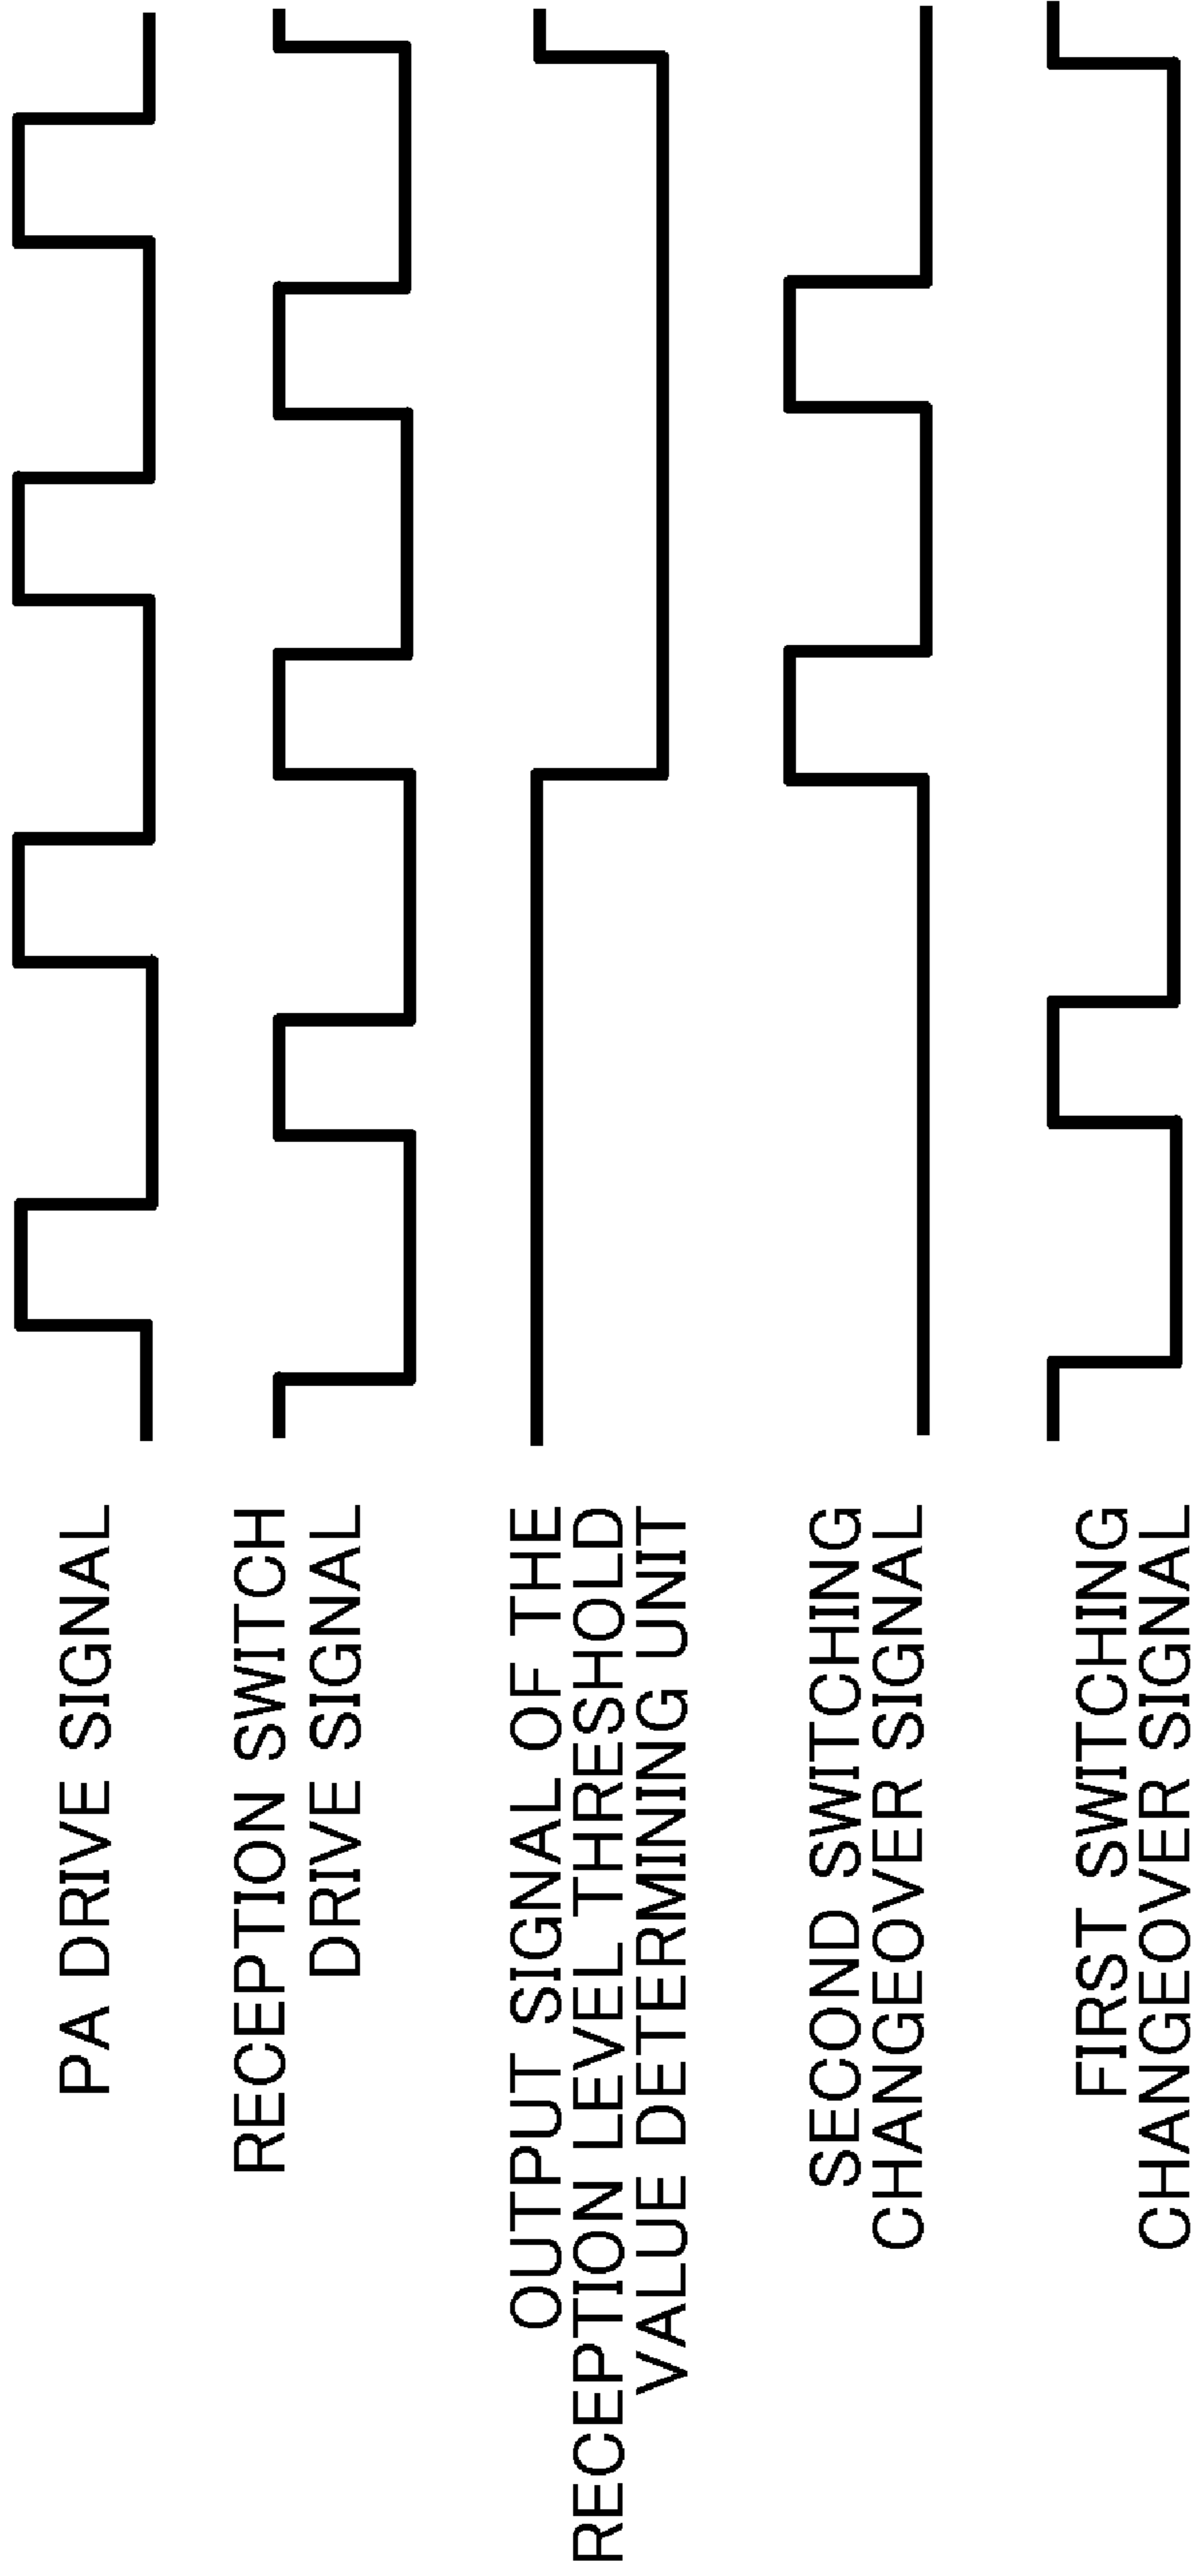 PA DRIVE SIGNAL
RECEPTION SWITCH
DRIVE SIGNAL
OUTPUT SIGNAL OF THE
RECEPTION LEVEL THRESHOLD
VALUE DETERMINING UNIT
SECOND SWITCHING
CHANGEOVER SIGNAL
FIRST SWITCHING
CHANGEOVER SIGNAL